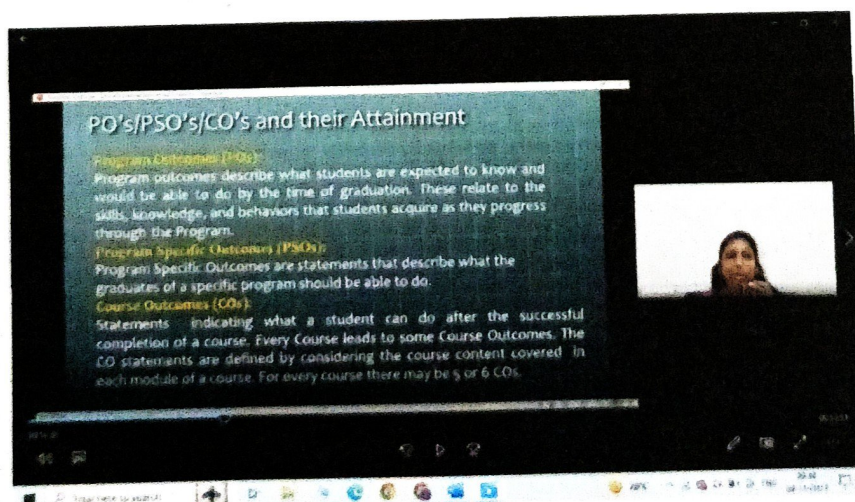 PO's/PSO's/CO's and their Attainment
Program Outcomes (POs):
Program outcomes describe what students are expected to know and
would be able to do by the time of graduation. These relate to the
skills, knowledge, and behaviors that students acquire as they progress
through the Program.
Program Specific Outcomes (PSOs):
Program Specific Outcomes are statements that describe what the
graduates of a specific program should be able to do.
Course Outcomes (COs):
Statements indicating what a student can do after the successful
completion of a course. Every Course leads to some Course Outcomes. The
CO statements are defined by considering the course content covered in
each module of a course. For every course there may be 5 or 6 COs.
Type here to search